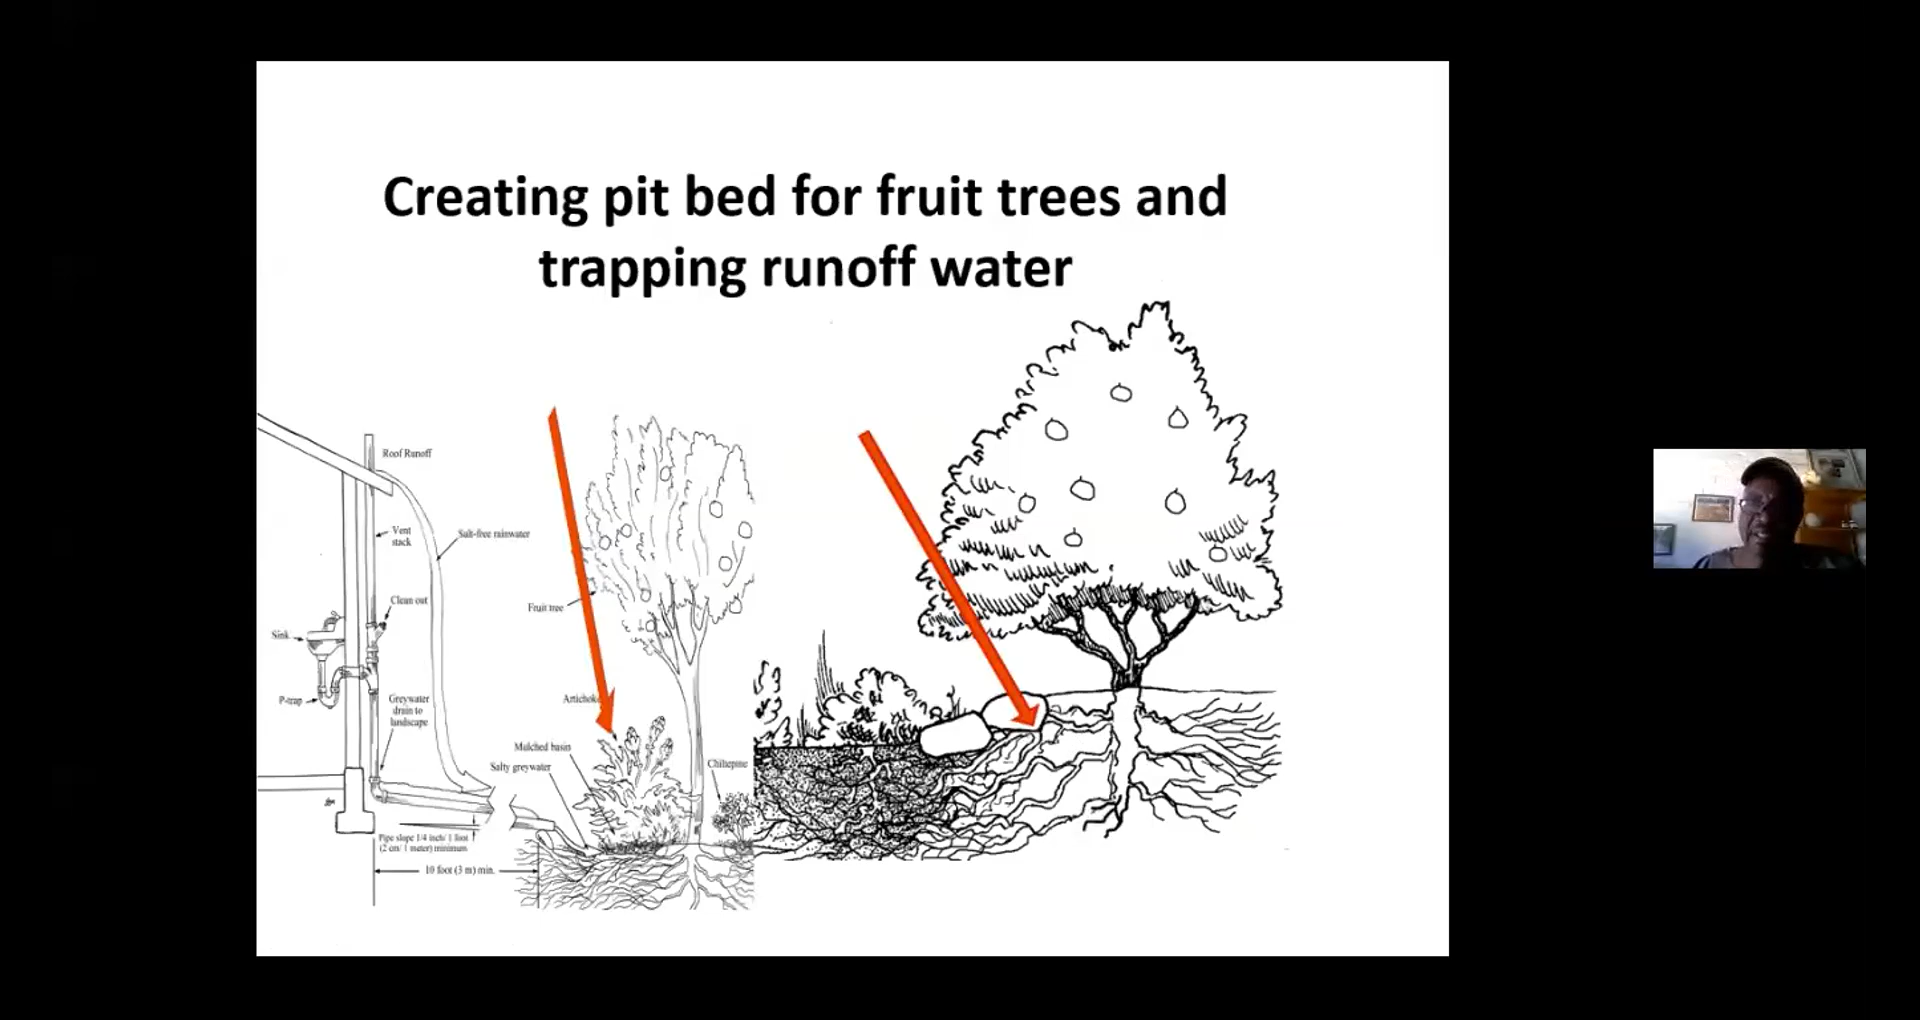 Creating pit bed for fruit trees and
trapping runoff water
Roof Runoff
Vent
stack
Salt-free rainwater
Clean out
Fruit tree
Sink
P-trap
Greywater
drain to
landscape
Artichoke
Mulched basin
Salty greywater
Chiltepine
Pipe slope 1/4 inch/ 1 foot
(2 cm/ 1 meter) minimum
10 foot (3 m) min.